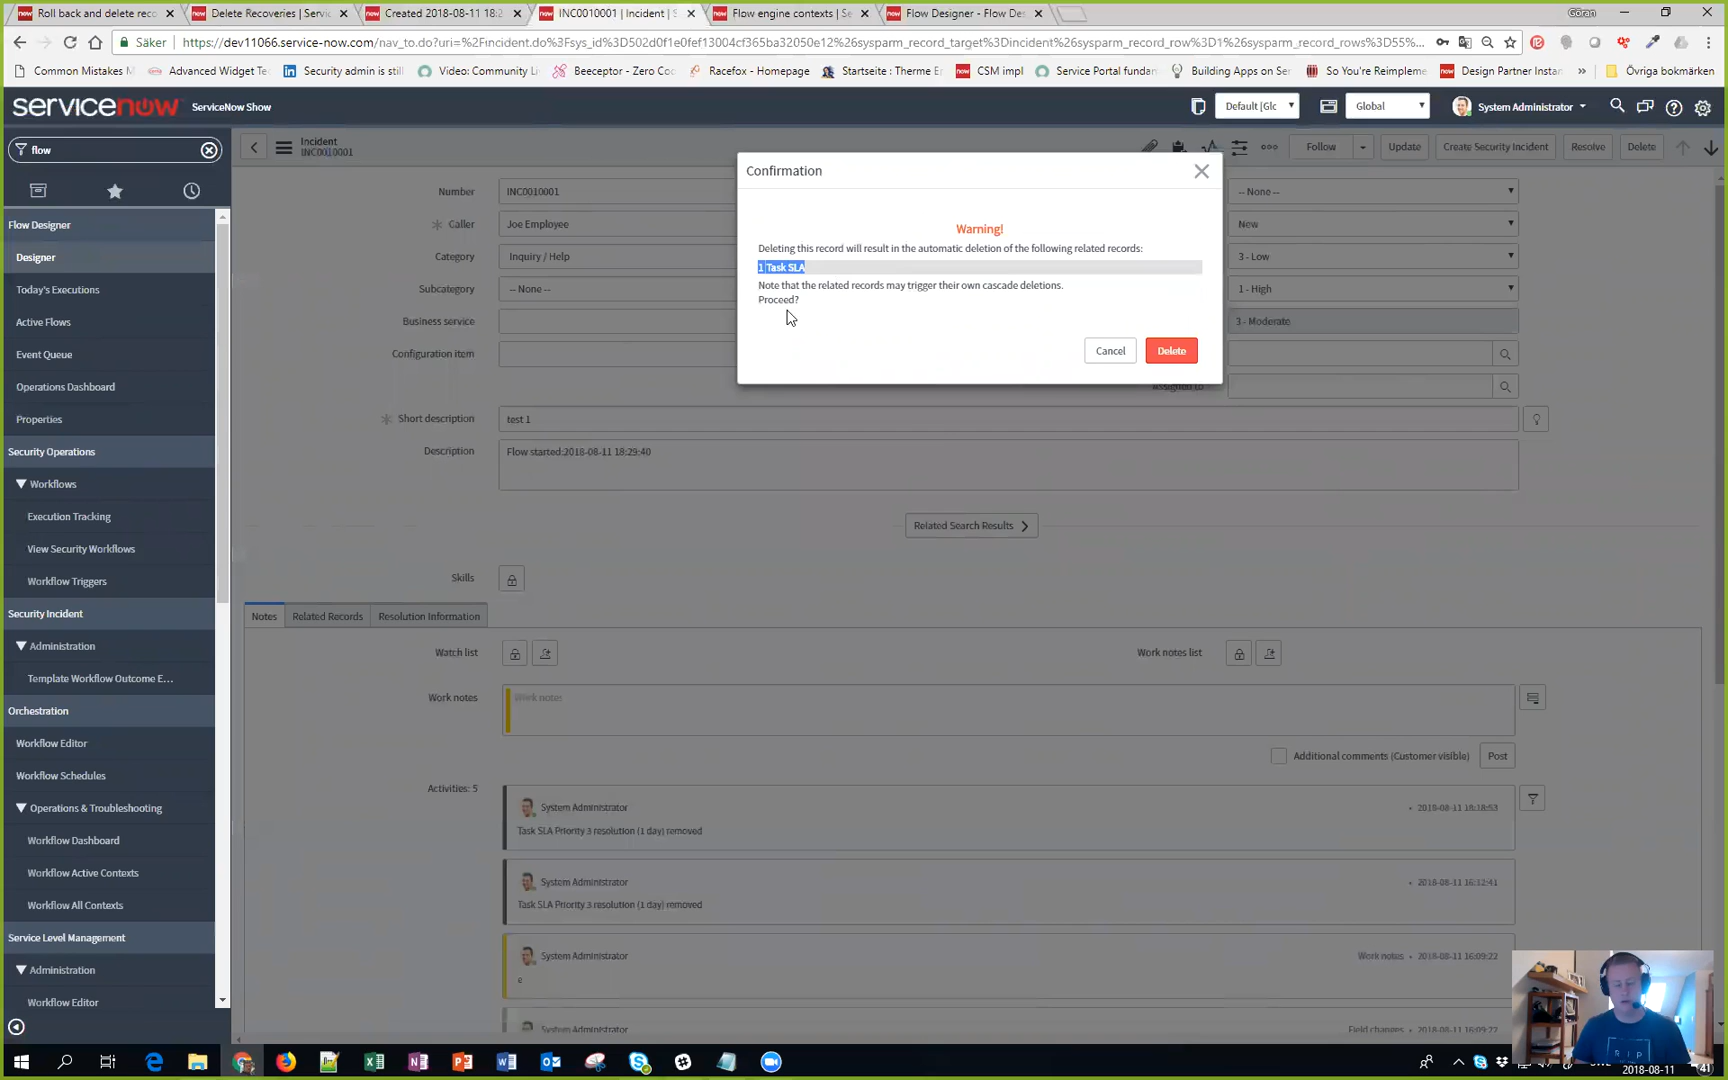 Roll back and delete reco
Delete Recoveries | Servic
Created 2018-08-11 18:2
INC0010001 | Incident | S
Flow engine contexts | Se
Flow Designer - Flow Des
Göran
Säker
https://dev11066.service-now.com/nav_to.do?uri=%2Fincident.do%3Fsys_id%3D502d0f1e0fef13004cf365ba32050e12%26sysparm_record_target%3Dincident%26sysparm_record_row%3D1%26sysparm_record_rows%3D55%...
Common Mistakes M
Advanced Widget Te
Security admin is still
Video: Community Li
Beeceptor - Zero Co
Racefox - Homepage
Startseite : Therme E
CSM impl
Service Portal fundan
Building Apps on Ser
So You're Reimpleme
Design Partner Instan
»
Övriga bokmärken
servicenow
ServiceNow Show
Default [Glc
Global
System Administrator
flow
Flow Designer
Designer
Today's Executions
Active Flows
Event Queue
Operations Dashboard
Properties
Security Operations
Workflows
Execution Tracking
View Security Workflows
Workflow Triggers
Security Incident
Administration
Template Workflow Outcome E...
Orchestration
Workflow Editor
Workflow Schedules
Operations & Troubleshooting
Workflow Dashboard
Workflow Active Contexts
Workflow All Contexts
Service Level Management
Administration
Workflow Editor
Incident
INC0010001
Follow
Update
Create Security Incident
Resolve
Delete
Number
INC0010001
-- None --
Caller
Joe Employee
New
Category
Inquiry / Help
3 - Low
Subcategory
-- None --
1 - High
Business service
3 - Moderate
Configuration item
Assigned to
Short description
test 1
Description
Flow started:2018-08-11 18:29:40
Confirmation
Warning!
Deleting this record will result in the automatic deletion of the following related records:
1 Task SLA
Note that the related records may trigger their own cascade deletions.
Proceed?
Cancel
Delete
Related Search Results
Skills
Notes
Related Records
Resolution Information
Watch list
Work notes list
Work notes
Work notes
Additional comments (Customer visible)
Post
Activities: 5
System Administrator
• 2018-08-11 18:18:53
Task SLA Priority 3 resolution (1 day) removed
System Administrator
• 2018-08-11 16:12:41
Task SLA Priority 3 resolution (1 day) removed
System Administrator
Work notes • 2018-08-11 16:09:22
e
System Administrator
Field changes • 2018-08-11 16:09:22
R I P
2018-08-11
41